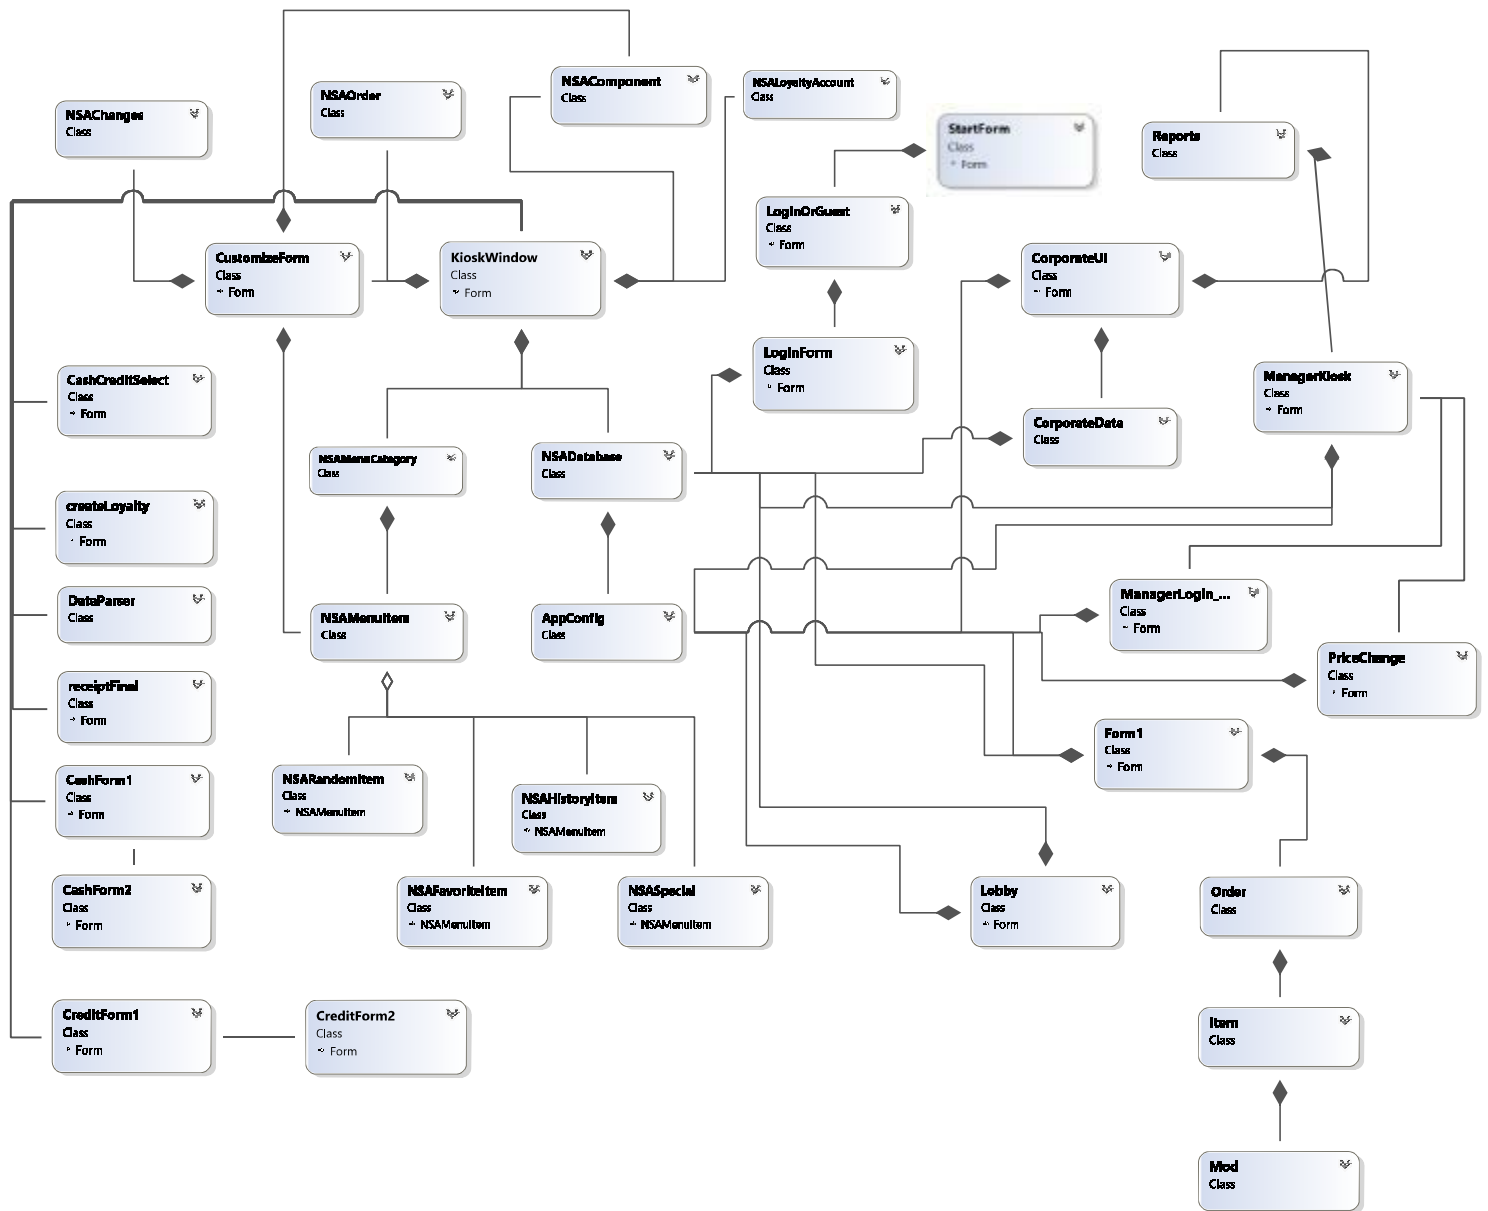 NSAComponent
Class
NSALoyaltyAccount
Class
NSAOrder
Class
NSAChanges
Class
StartForm
Class
Form
Reports
Class
LoginOrGuest
Class
Form
CustomizeForm
Class
Form
KioskWindow
Class
Form
CorporateUI
Class
Form
LoginForm
Class
Form
CashCreditSelect
Class
Form
ManagerKiosk
Class
Form
CorporateData
Class
NSAMenuCategory
Class
NSADatabase
Class
createLoyalty
Class
Form
DataParser
Class
NSAMenuItem
Class
AppConfig
Class
ManagerLogin_...
Class
Form
PriceChange
Class
Form
receiptFinal
Class
Form
Form1
Class
Form
CashForm1
Class
Form
NSARandomItem
Class
NSAMenuItem
NSAHistoryItem
Class
NSAMenuItem
CashForm2
Class
Form
NSAFavoriteItem
Class
NSAMenuItem
NSASpecial
Class
NSAMenuItem
Lobby
Class
Form
Order
Class
CreditForm1
Class
Form
CreditForm2
Class
Form
Item
Class
Mod
Class